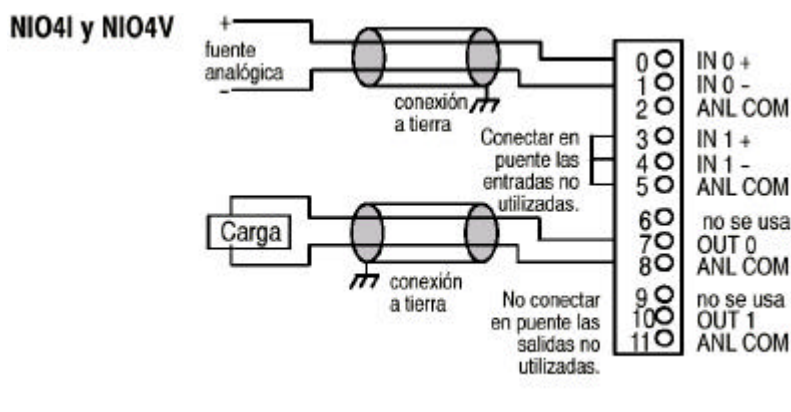 NIO4I y NIO4V
+
fuente
analógica
-
conexión
a tierra
Conectar en
puente las
entradas no
utilizadas.
Carga
conexión
a tierra
No conectar
en puente las
salidas no
utilizadas.
0 IN 0 +
1 IN 0 -
2 ANL COM
3 IN 1 +
4 IN 1 -
5 ANL COM
6 no se usa
7 OUT 0
8 ANL COM
9 no se usa
10 OUT 1
11 ANL COM